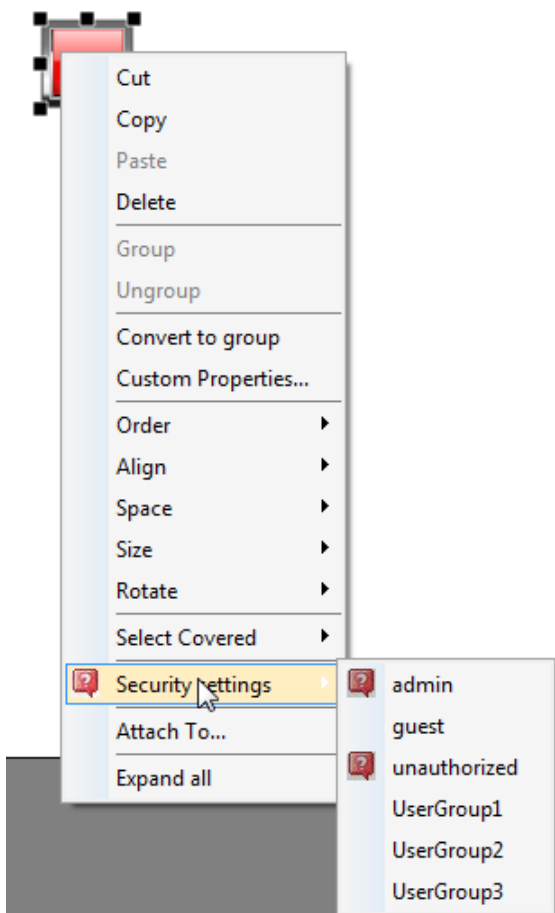 Cut
Copy
Paste
Delete
Group
Ungroup
Convert to group
Custom Properties...
Order
Align
Space
Size
Rotate
Select Covered
Security settings
admin
guest
unauthorized
Attach To...
Expand all
UserGroup1
UserGroup2
UserGroup3